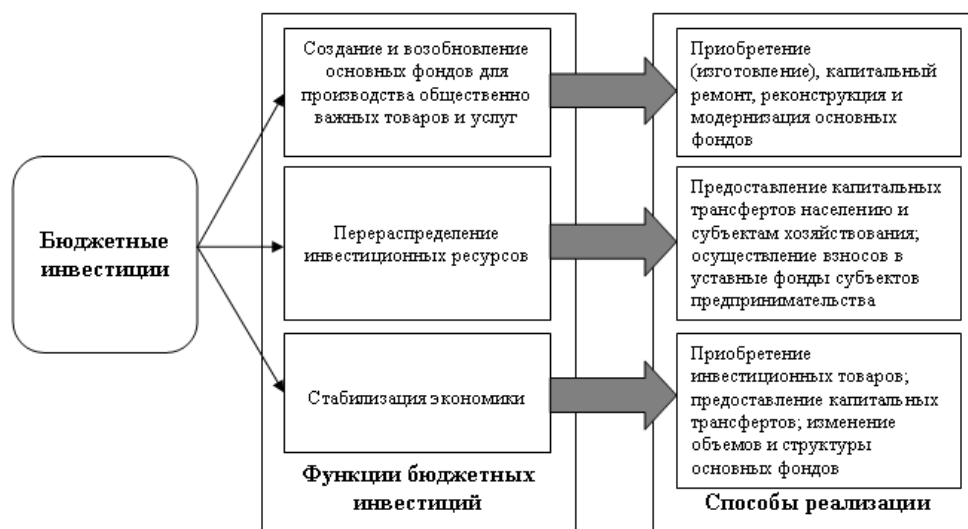 Бюджетные
инвестиции
Создание и возобновление
основных фондов для
производства общественно
важных товаров и услуг
Перераспределение
инвестиционных ресурсов
Стабилизация экономики
Функции бюджетных
инвестиций
Приобретение
(изготовление), капитальный
ремонт, реконструкция и
модернизация основных
фондов
Предоставление капитальных
трансфертов населению и
субъектам хозяйствования;
осуществление взносов в
уставные фонды субъектов
предпринимательства
Приобретение
инвестиционных товаров;
предоставление капитальных
трансфертов; изменение
объемов и структуры
основных фондов
Способы реализации